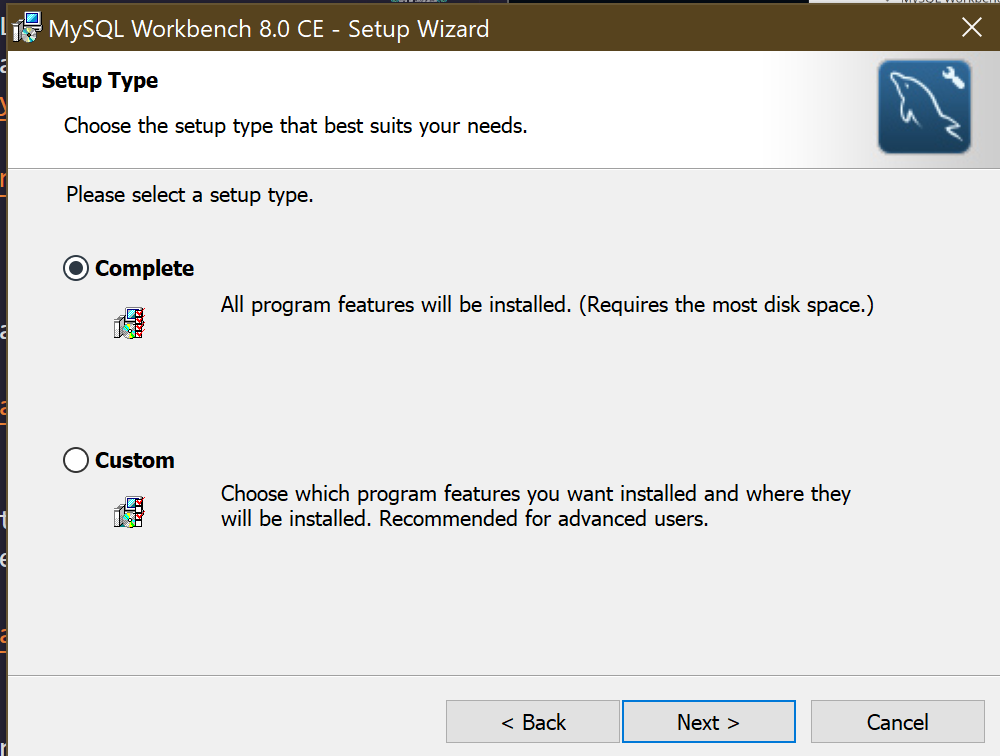 MySQL Workbench 8.0 CE - Setup Wizard
Setup Type
Choose the setup type that best suits your needs.
Please select a setup type.
Complete
All program features will be installed. (Requires the most disk space.)
Custom
Choose which program features you want installed and where they
will be installed. Recommended for advanced users.
< Back
Next >
Cancel